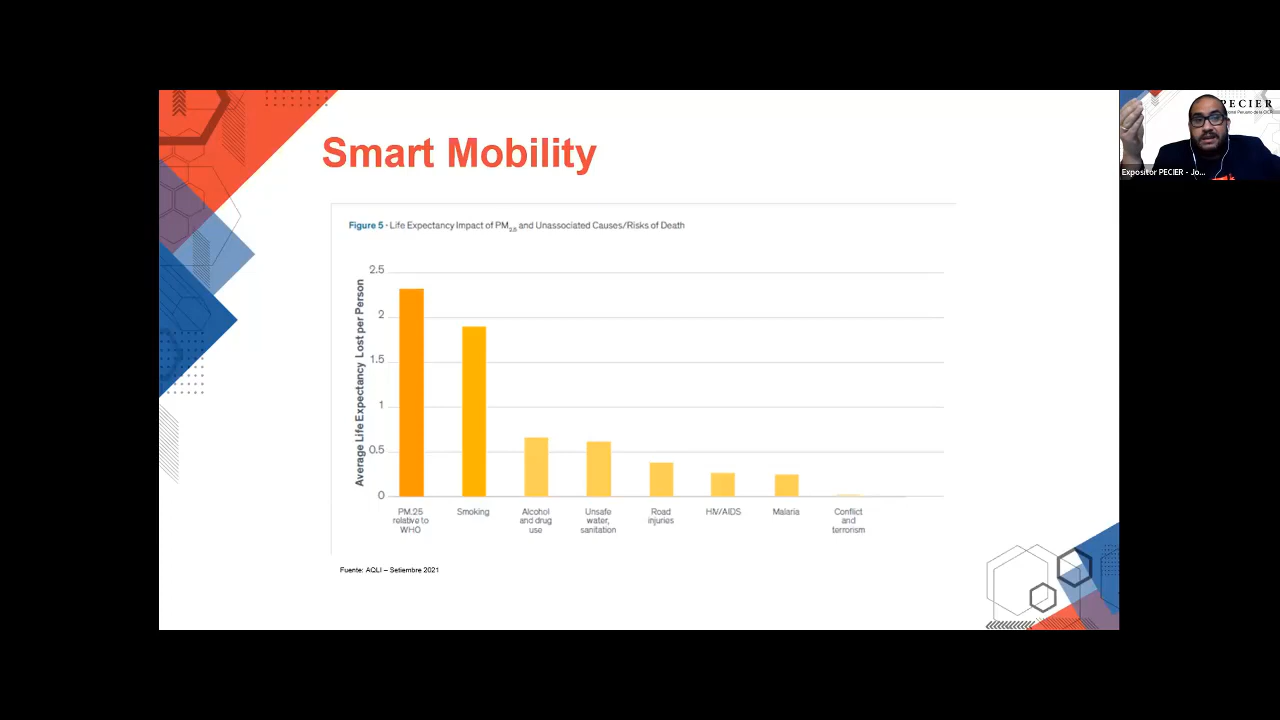 Smart Mobility
Figure 5 · Life Expectancy Impact of PM2.5 and Unassociated Causes/Risks of Death
Average Life Expectancy Lost per Person
2.5
2
1.5
1
0.5
0
PM.25
relative to
WHO
Smoking
Alcohol
and drug
use
Unsafe
water,
sanitation
Road
injuries
HIV/AIDS
Malaria
Conflict
and
terrorism
Fuente: AQLI – Setiembre 2021
PECIER
Expositor PECIER - Jo...